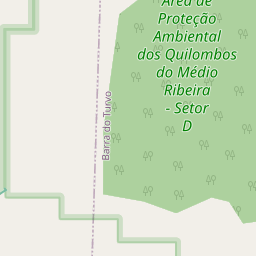 Área de
Proteção
Ambiental
dos Quilombos
do Médio
Ribeira
- Setor
D
Barra do Turvo